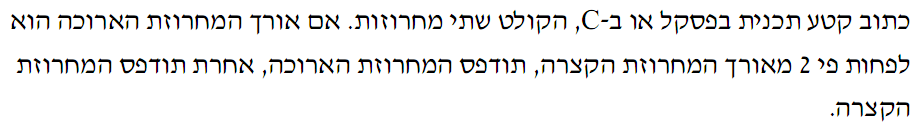 כתוב קטע תכנית בפסקל או ב-C, הקולט שתי מחרוזות. אם אורך המחרוזת הארוכה הוא
לפחות פי 2 מאורך המחרוזת הקצרה, תודפס המחרוזת הארוכה, אחרת תודפס המחרוזת
הקצרה.